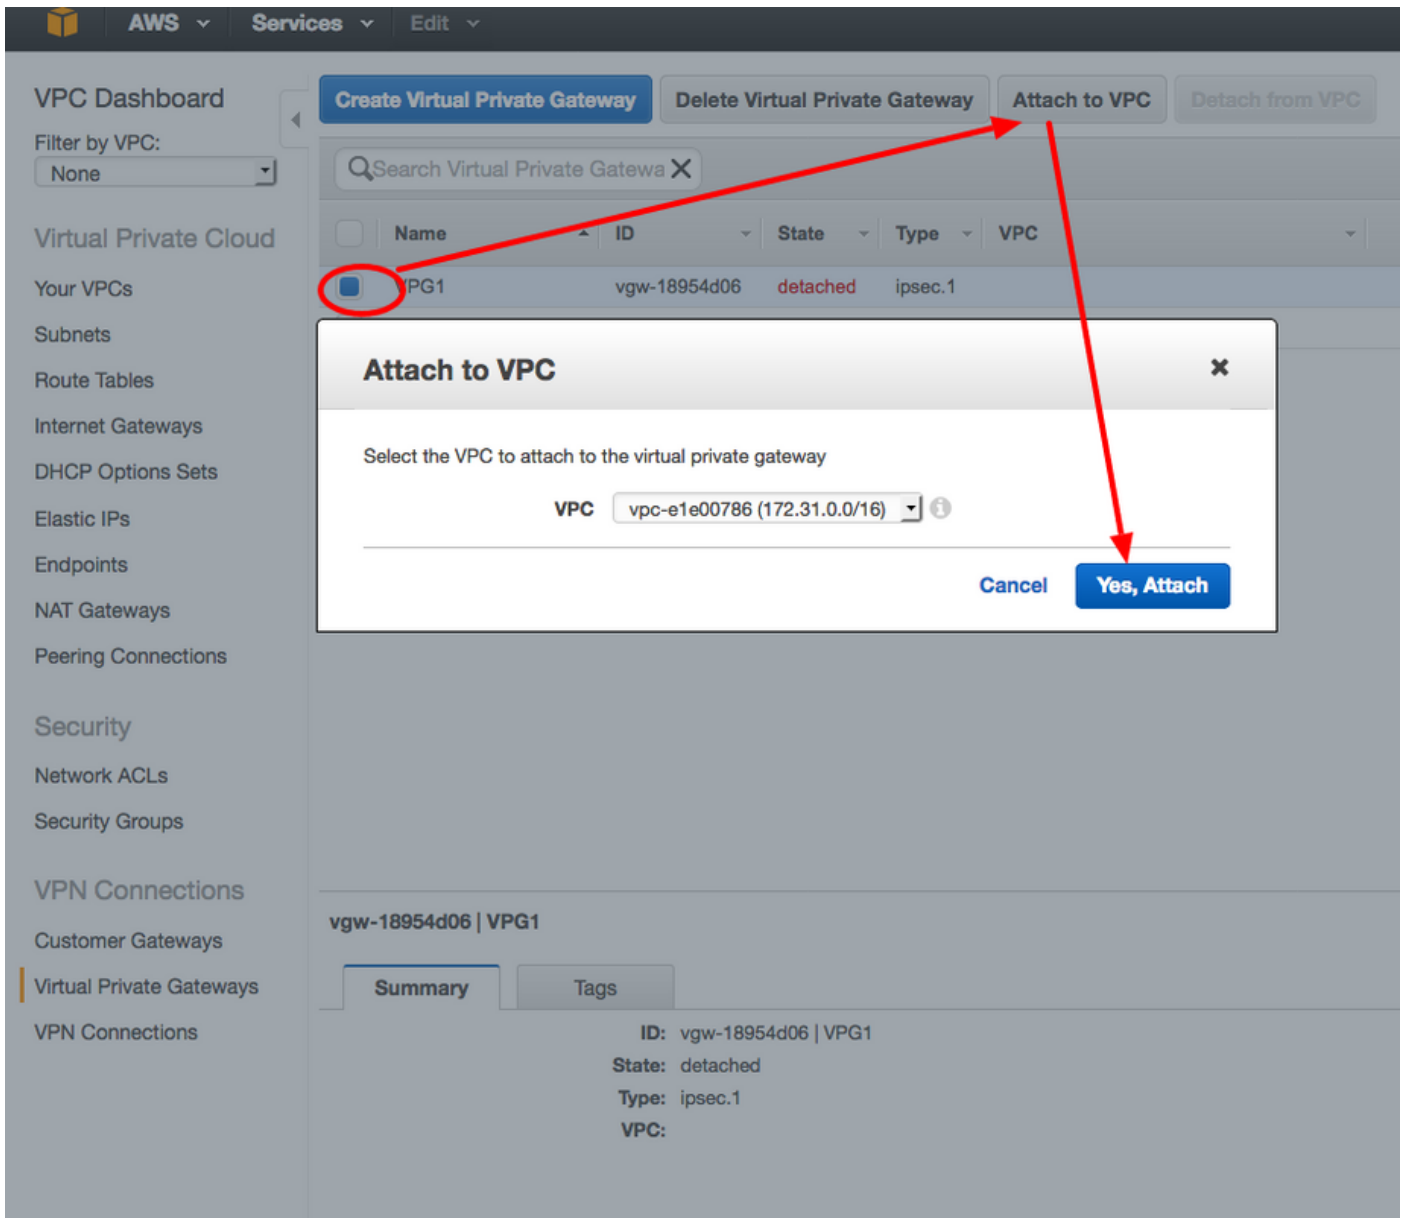 AWS Services Edit
VPC Dashboard
Filter by VPC:
None
Virtual Private Cloud
Your VPCs
Subnets
Route Tables
Internet Gateways
DHCP Options Sets
Elastic IPs
Endpoints
NAT Gateways
Peering Connections
Security
Network ACLs
Security Groups
VPN Connections
Customer Gateways
Virtual Private Gateways
VPN Connections
Create Virtual Private Gateway Delete Virtual Private Gateway Attach to VPC Detach from VPC
Search Virtual Private Gatewa
Name ID State Type VPC
VPG1 vgw-18954d06 detached ipsec.1
Attach to VPC
Select the VPC to attach to the virtual private gateway
VPC vpc-e1e00786 (172.31.0.0/16)
Cancel Yes, Attach
vgw-18954d06 | VPG1
Summary Tags
ID: vgw-18954d06 | VPG1
State: detached
Type: ipsec.1
VPC: